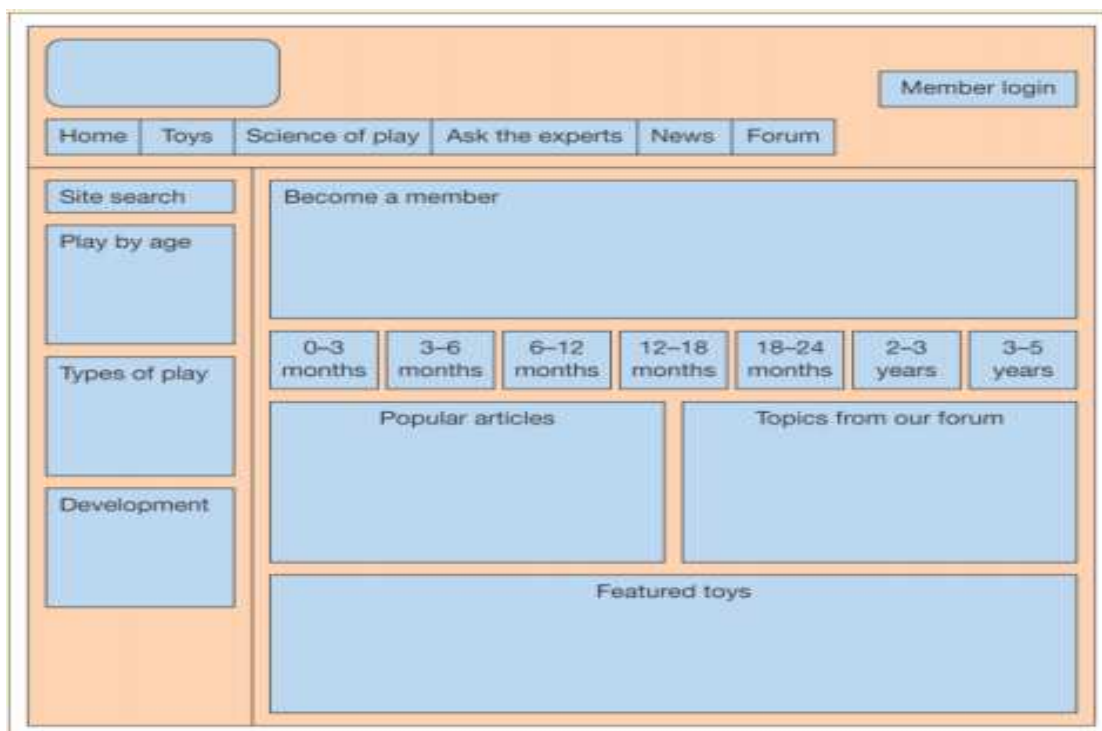 Member login
Home Toys Science of play Ask the experts News Forum
Site search
Play by age
Types of play
Development
Become a member
0–3 months
3–6 months
6–12 months
12–18 months
18–24 months
2–3 years
3–5 years
Popular articles
Topics from our forum
Featured toys